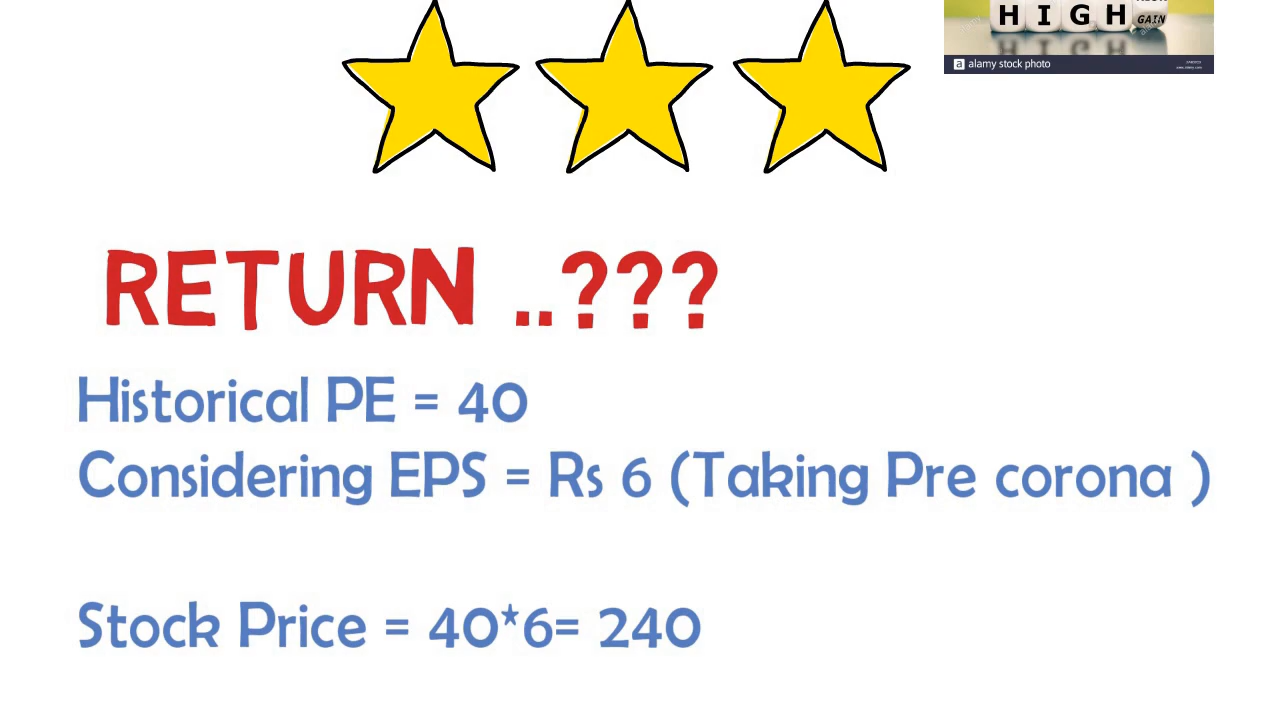 HIGH
GAIN
a alamy stock photo
RETURN ..???
Historical PE = 40
Considering EPS = Rs 6 (Taking Pre corona )
Stock Price = 40*6= 240